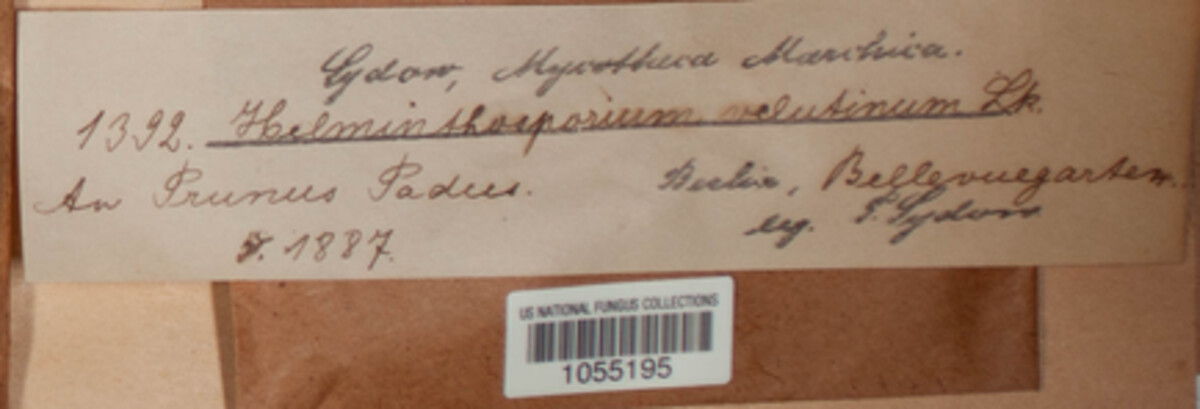 Sydow, Mycotheca Marchica.
1392. Helminthosporium velutinum Lk.
An Prunus Padus. Berlin, Bellevuegarten.
1887. leg. P. Sydow
US NATIONAL FUNGUS COLLECTIONS
1055195